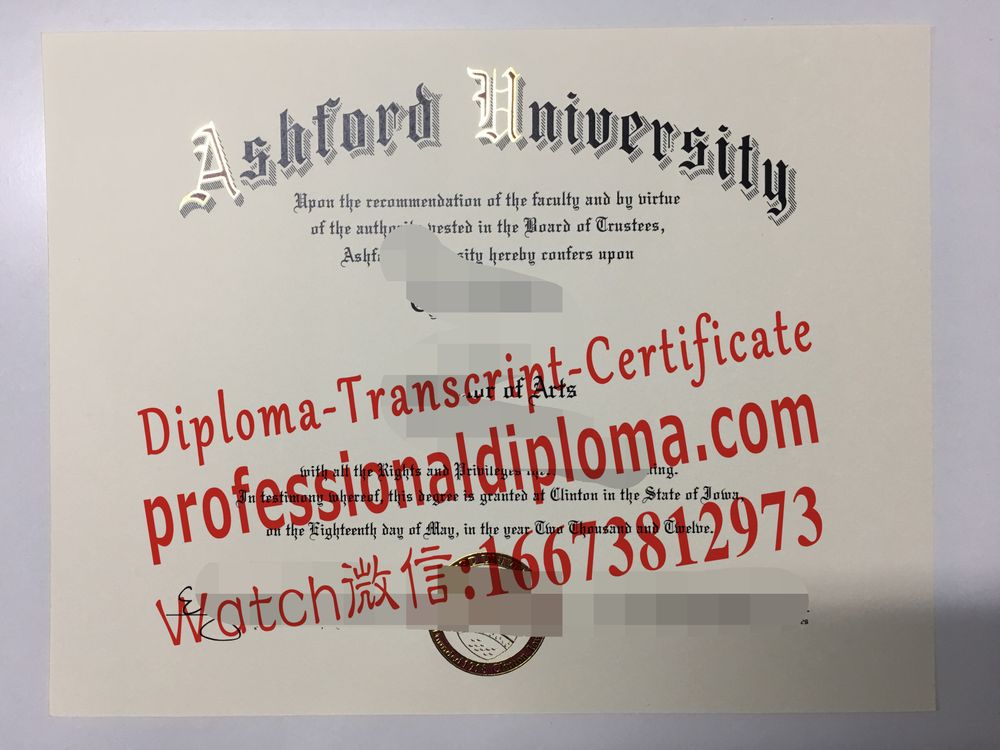 Ashford University
Upon the recommendation of the faculty and by virtue
of the vested in the Board of Trustees,
hereby confers upon
of Arts
Diploma-Transcript-Certificate
professionaldiploma.com
with all the Rights and Privileges
In testimony whereof, this degree is granted at Clinton in the State of Iowa,
on the Eighteenth day of May, in the year Two Thousand and Twelve.
Watch微信:16673812973